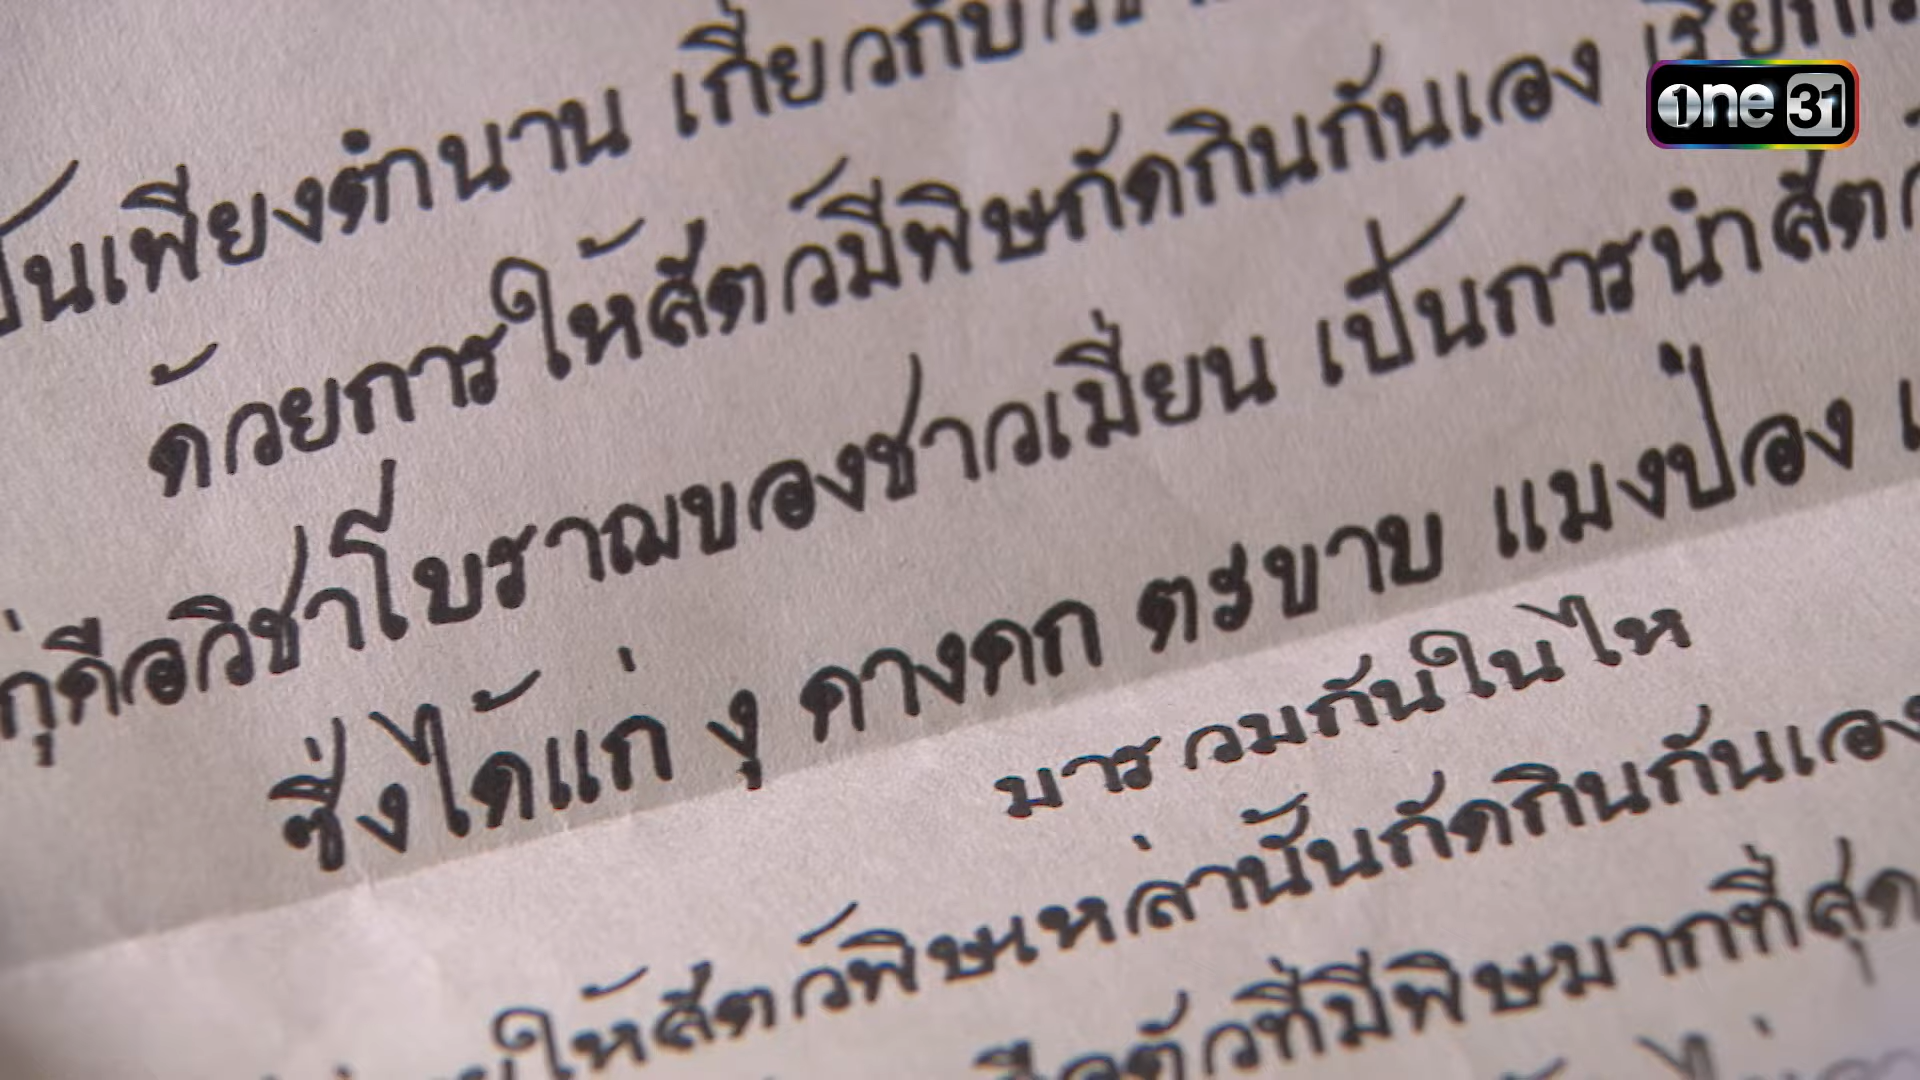 เป็นเพียงตำนาน เกี่ยวกับ
ด้วยการให้สัตว์มีพิษกัดกินกันเอง เรียก
กู่คือวิชาโบราณของชาวเมี่ยน เป็นการนำสัตว์
ซึ่งได้แก่ งู คางคก ตะขาบ แมงป่อง
มารวมกันในไห
ให้สัตว์พิษเหล่านั้นกัดกินกันเอง
ตัวที่มีพิษมากที่สุด
one31